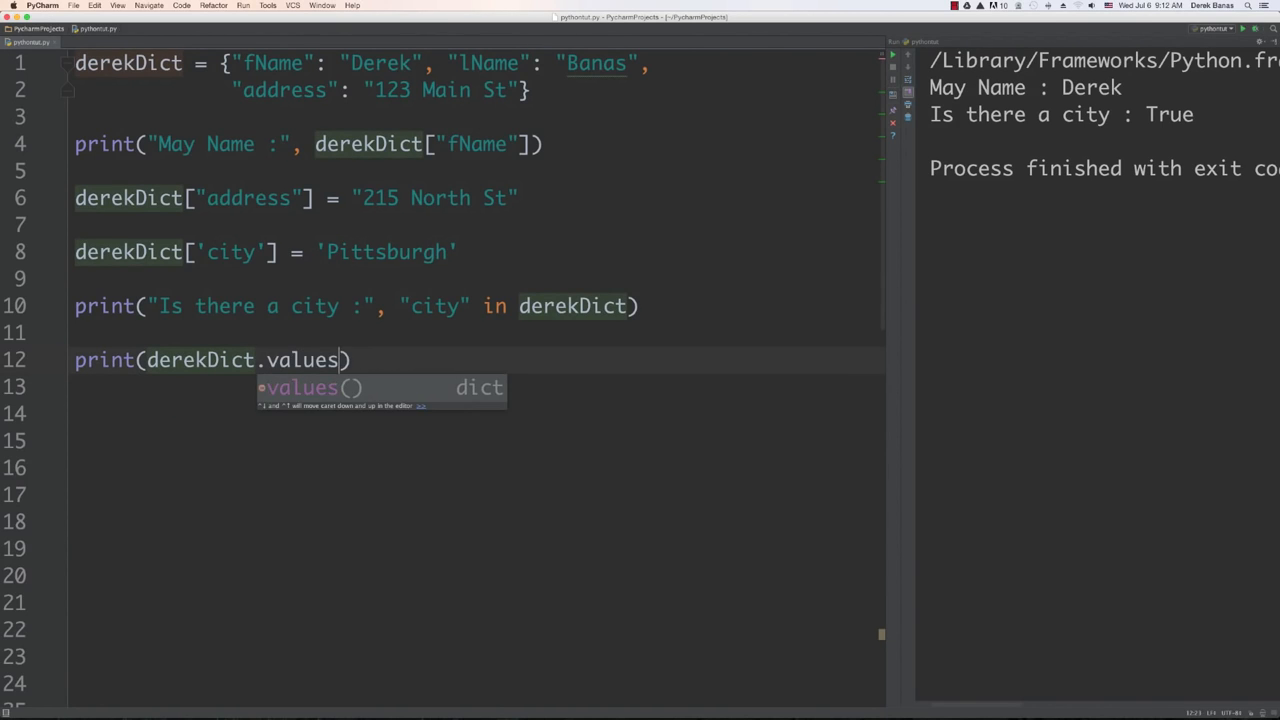 PyCharm File Edit View Navigate Code Refactor Run Tools VCS Window Help
10 Wed Jul 6 9:12 AM Derek Banas
pythontut.py - PycharmProjects - [~/PycharmProjects]
PycharmProjects pythontut.py
pythontut
pythontut.py
Run: pythontut
1 derekDict = {"fName": "Derek", "lName": "Banas",
2 "address": "123 Main St"}
3
4 print("May Name :", derekDict["fName"])
5
6 derekDict["address"] = "215 North St"
7
8 derekDict['city'] = 'Pittsburgh'
9
10 print("Is there a city :", "city" in derekDict)
11
12 print(derekDict.values)
values() dict
^↓ and ^↑ will move caret down and up in the editor >>
13
14
15
16
17
18
19
20
21
22
23
24
/Library/Frameworks/Python.fra
May Name : Derek
Is there a city : True
Process finished with exit co
12:23 LF≑ UTF-8≑